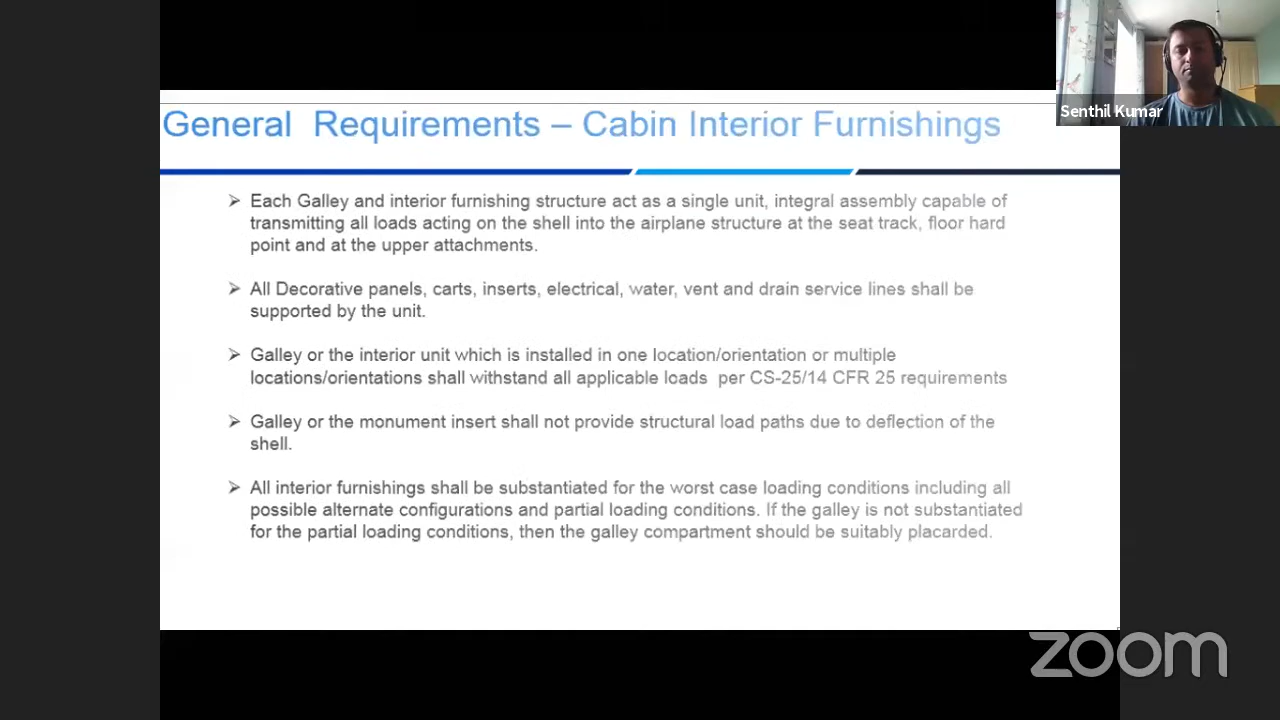 General Requirements – Cabin Interior Furnishings
Senthil Kumar
➢ Each Galley and interior furnishing structure act as a single unit, integral assembly capable of
transmitting all loads acting on the shell into the airplane structure at the seat track, floor hard
point and at the upper attachments.
➢ All Decorative panels, carts, inserts, electrical, water, vent and drain service lines shall be
supported by the unit.
➢ Galley or the interior unit which is installed in one location/orientation or multiple
locations/orientations shall withstand all applicable loads per CS-25/14 CFR 25 requirements
➢ Galley or the monument insert shall not provide structural load paths due to deflection of the
shell.
➢ All interior furnishings shall be substantiated for the worst case loading conditions including all
possible alternate configurations and partial loading conditions. If the galley is not substantiated
for the partial loading conditions, then the galley compartment should be suitably placarded.
zoom